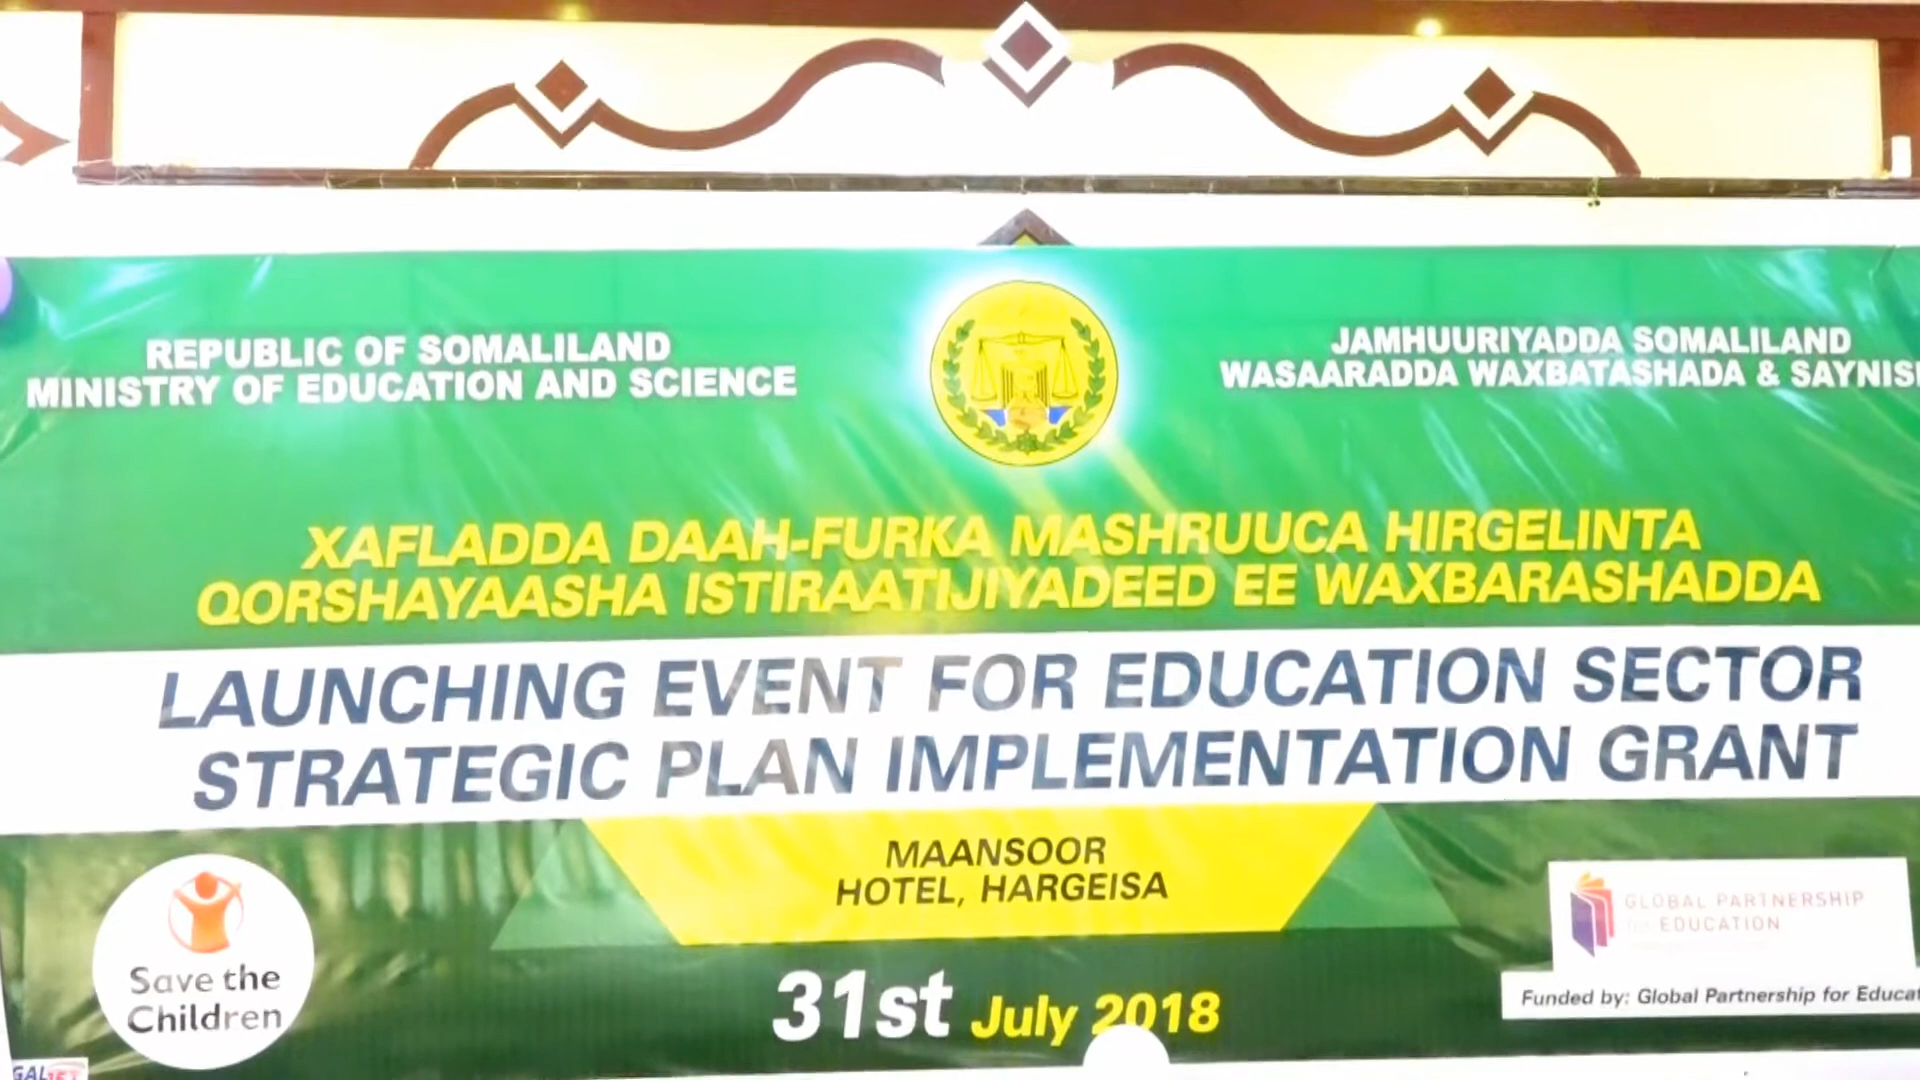 REPUBLIC OF SOMALILAND
MINISTRY OF EDUCATION AND SCIENCE
JAMHUURIYADDA SOMALILAND
WASAARADDA WAXBATASHADA & SAYNIS
XAFLADDA DAAH-FURKA MASHRUUCA HIRGELINTA
QORSHAYAASHA ISTIRAATIJIYADEED EE WAXBARASHADDA
LAUNCHING EVENT FOR EDUCATION SECTOR
STRATEGIC PLAN IMPLEMENTATION GRANT
MAANSOOR
HOTEL, HARGEISA
31st July 2018
Save the
Children
GLOBAL PARTNERSHIP
for EDUCATION
Funded by: Global Partnership for Educat